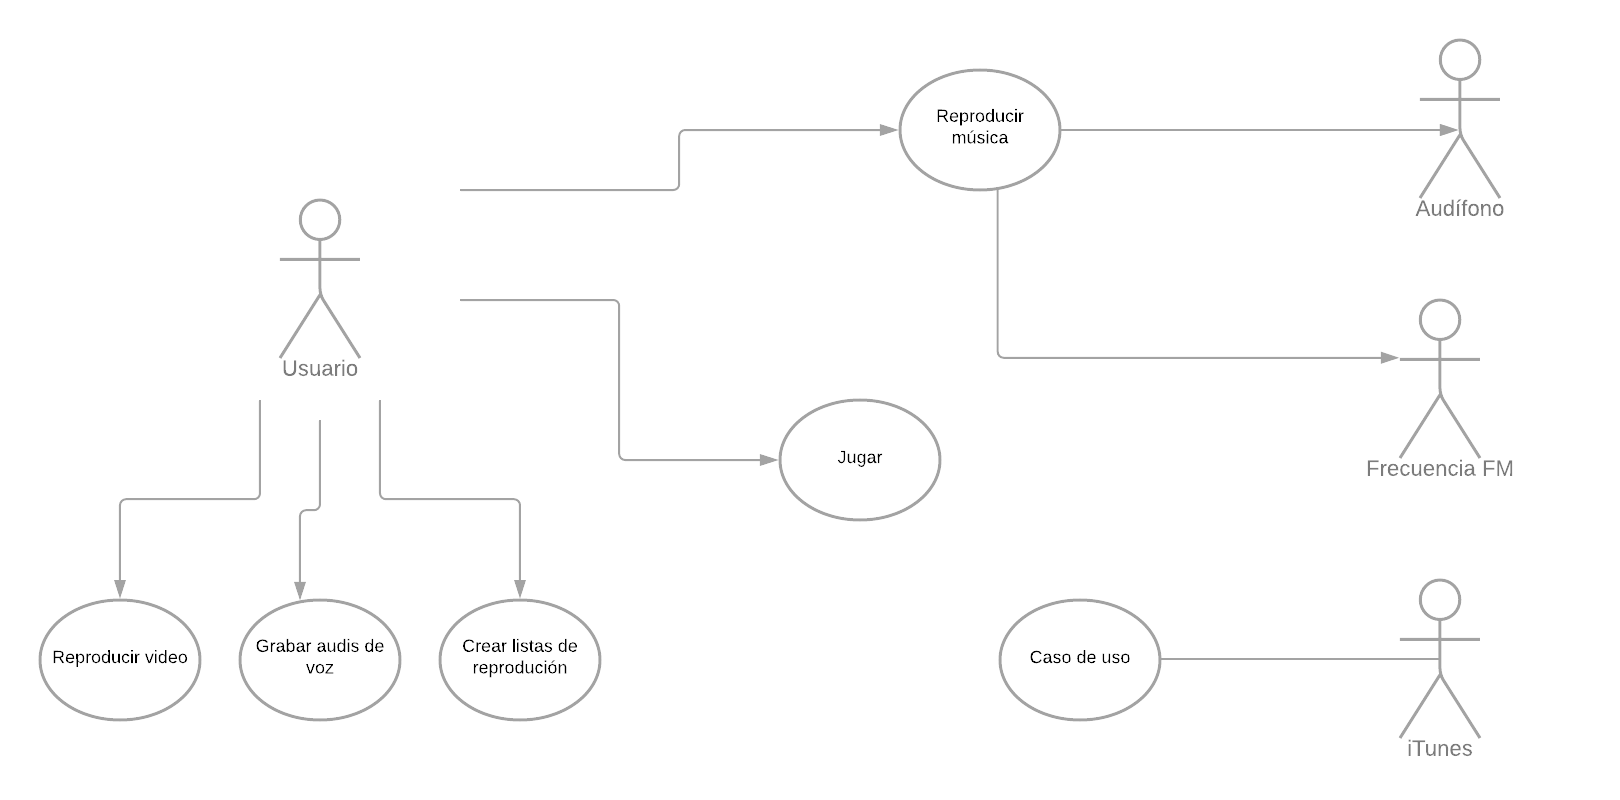 Reproducir
música
Audífono
Usuario
Jugar
Frecuencia FM
Reproducir video
Grabar audis de
voz
Crear listas de
reprodución
Caso de uso
iTunes